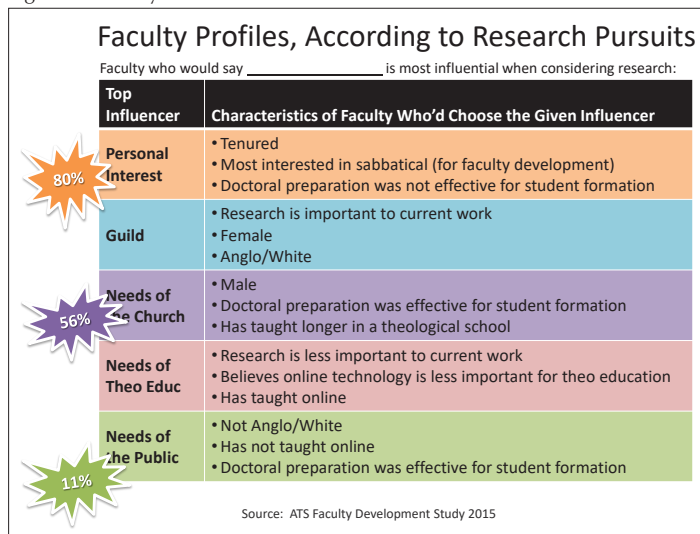 Faculty Profiles, According to Research Pursuits
Faculty who would say ________________ is most influential when considering research:
Top
Influencer
Characteristics of Faculty Who’d Choose the Given Influencer
80%
Personal
Interest
• Tenured
• Most interested in sabbatical (for faculty development)
• Doctoral preparation was not effective for student formation
Guild
• Research is important to current work
• Female
• Anglo/White
56%
Needs of
the Church
• Male
• Doctoral preparation was effective for student formation
• Has taught longer in a theological school
Needs of
Theo Educ
• Research is less important to current work
• Believes online technology is less important for theo education
• Has taught online
11%
Needs of
the Public
• Not Anglo/White
• Has not taught online
• Doctoral preparation was effective for student formation
Source: ATS Faculty Development Study 2015